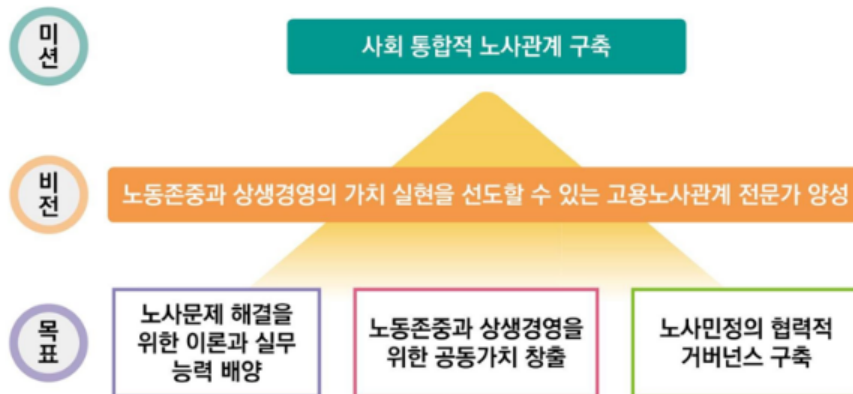 미션
사회 통합적 노사관계 구축
비전
노동존중과 상생경영의 가치 실현을 선도할 수 있는 고용노사관계 전문가 양성
목표
노사문제 해결을
위한 이론과 실무
능력 배양
노동존중과 상생경영을
위한 공동가치 창출
노사민정의 협력적
거버넌스 구축